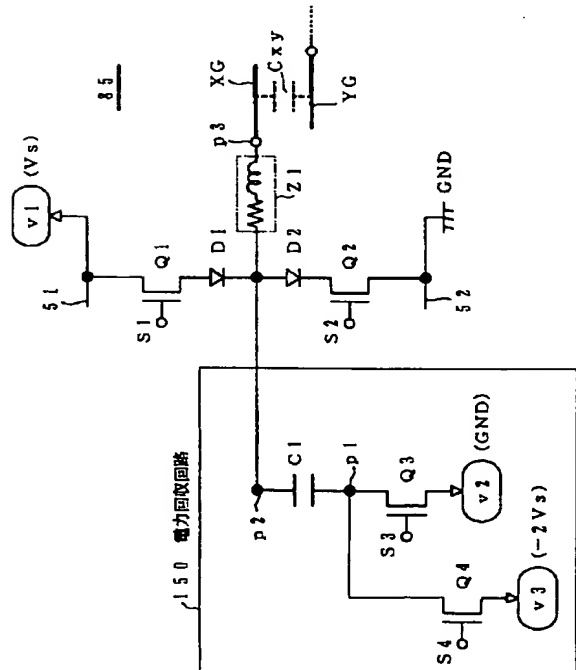 85
v1
(Vs)
51
Q1
S1
D1
XG
p3
Cxy
Z1
YG
D2
Q2
S2
52
GND
150 電力回収回路
p2
C1
p1
Q3
S3
v2
(GND)
Q4
S4
v3
(-2Vs)